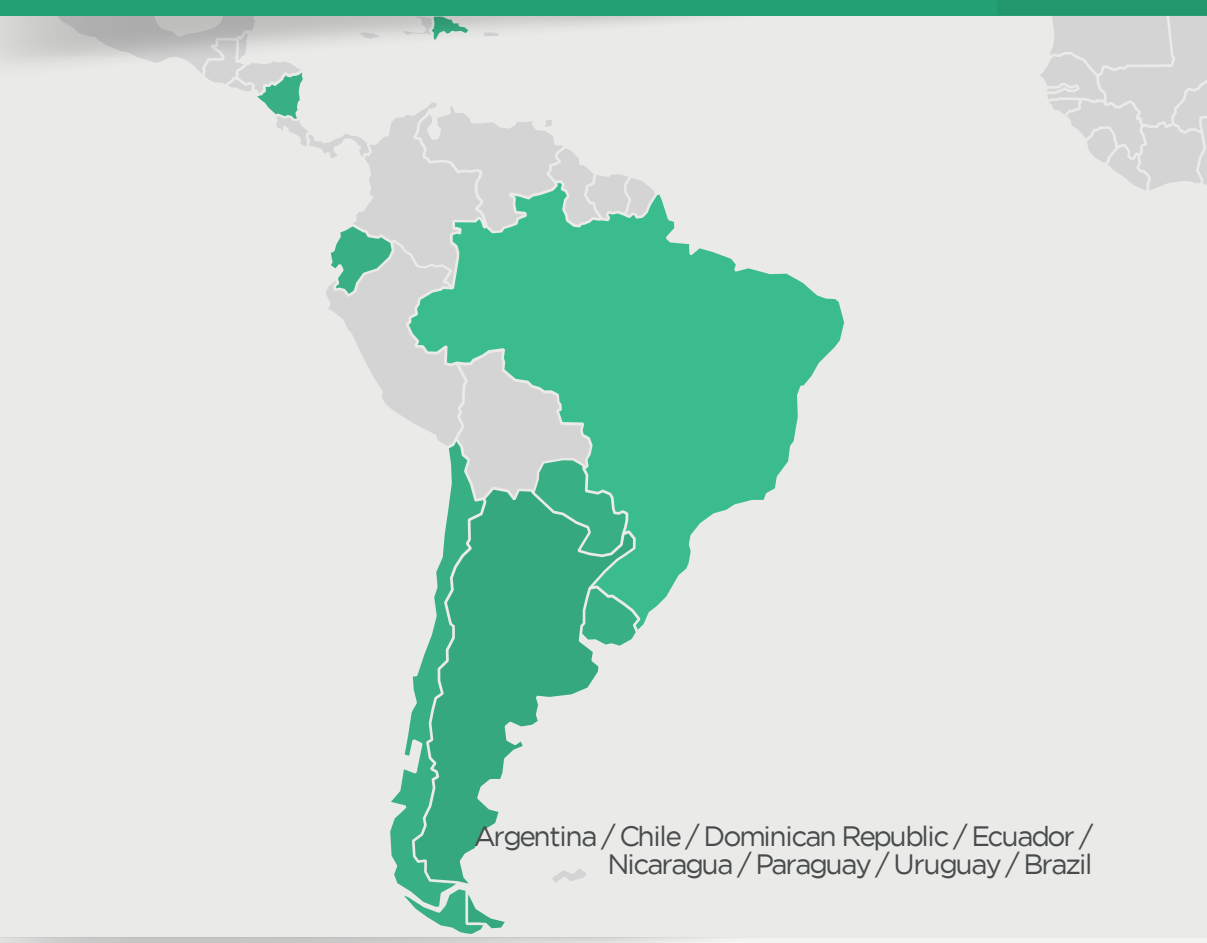 Argentina / Chile / Dominican Republic / Ecuador /
Nicaragua / Paraguay / Uruguay / Brazil